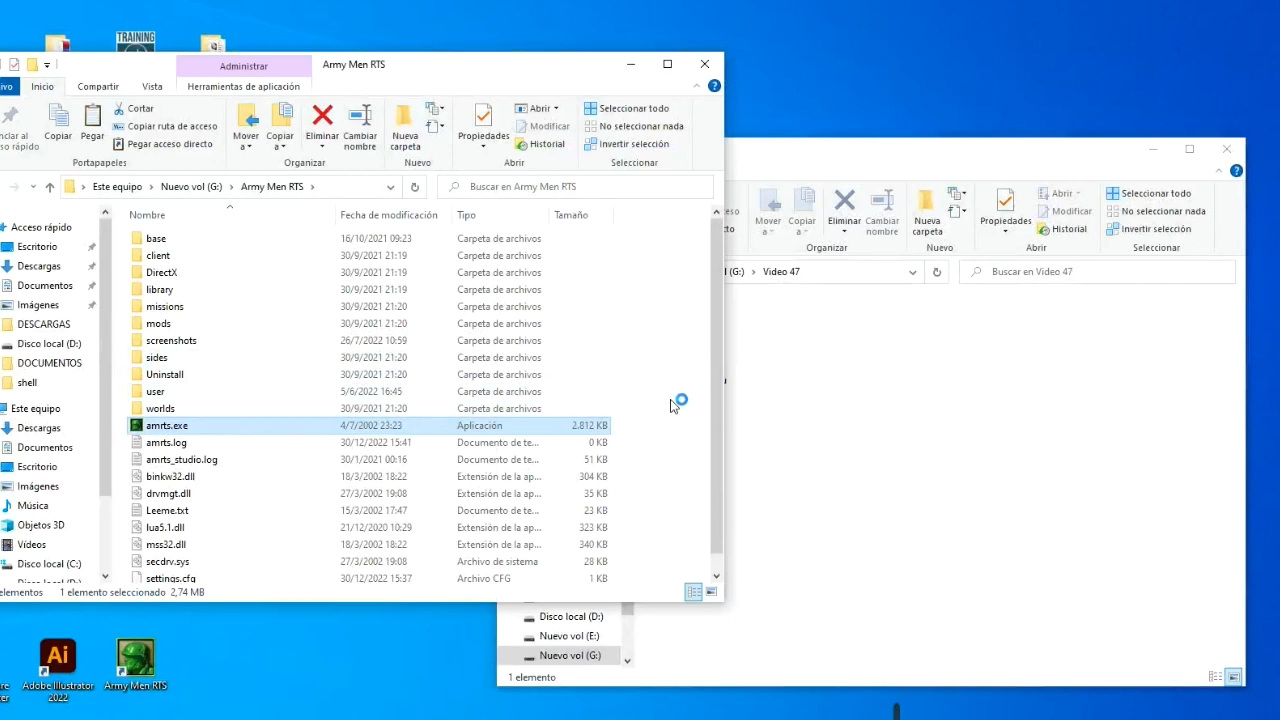 TRAINING
Administrar
Army Men RTS
ivo
Inicio
Compartir
Vista
Herramientas de aplicación
nciar al
eso rápido
Copiar
Pegar
Cortar
Copiar ruta de acceso
Pegar acceso directo
Portapapeles
Mover
a
Copiar
a
Eliminar
Cambiar
nombre
Organizar
Nueva
carpeta
Nuevo
Propiedades
Abrir
Modificar
Historial
Abrir
Seleccionar todo
No seleccionar nada
Invertir selección
Seleccionar
Este equipo > Nuevo vol (G:) > Army Men RTS >
Buscar en Army Men RTS
Nombre Fecha de modificación Tipo Tamaño
base 16/10/2021 09:23 Carpeta de archivos
client 30/9/2021 21:19 Carpeta de archivos
DirectX 30/9/2021 21:19 Carpeta de archivos
library 30/9/2021 21:19 Carpeta de archivos
missions 30/9/2021 21:20 Carpeta de archivos
mods 30/9/2021 21:20 Carpeta de archivos
screenshots 26/7/2022 10:59 Carpeta de archivos
sides 30/9/2021 21:20 Carpeta de archivos
Uninstall 30/9/2021 21:20 Carpeta de archivos
user 5/6/2022 16:45 Carpeta de archivos
worlds 30/9/2021 21:20 Carpeta de archivos
amrts.exe 4/7/2002 23:23 Aplicación 2.812 KB
amrts.log 30/12/2022 15:41 Documento de te... 0 KB
amrts_studio.log 30/1/2021 00:16 Documento de te... 51 KB
binkw32.dll 18/3/2002 18:22 Extensión de la ap... 304 KB
drvmgt.dll 27/3/2002 19:08 Extensión de la ap... 35 KB
Leeme.txt 15/3/2002 17:47 Documento de te... 23 KB
lua5.1.dll 21/12/2020 10:29 Extensión de la ap... 323 KB
mss32.dll 18/3/2002 18:22 Extensión de la ap... 340 KB
secdrv.sys 27/3/2002 19:08 Archivo de sistema 28 KB
settings.cfg 30/12/2022 15:37 Archivo CFG 1 KB
Acceso rápido
Escritorio
Descargas
Documentos
Imágenes
DESCARGAS
Disco local (D:)
DOCUMENTOS
shell
Este equipo
Descargas
Documentos
Escritorio
Imágenes
Música
Objetos 3D
Vídeos
Disco local (C:)
Disco local (D:)
elementos 1 elemento seleccionado 2,74 MB
Mover
a
Copiar
a
Eliminar
Cambiar
nombre
Organizar
Nueva
carpeta
Nuevo
Propiedades
Abrir
Modificar
Historial
Abrir
Seleccionar todo
No seleccionar nada
Invertir selección
Seleccionar
l (G:) > Video 47
Buscar en Video 47
Disco local (D:)
Nuevo vol (E:)
Nuevo vol (G:)
1 elemento
Adobe Illustrator
2022
Army Men RTS